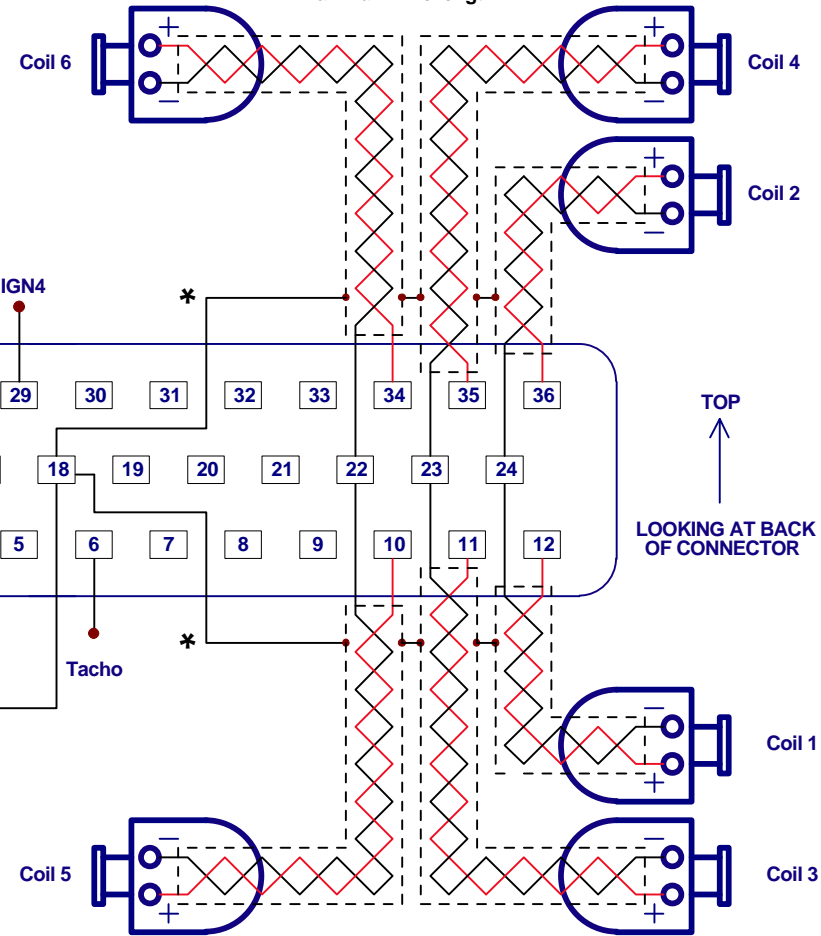 +
+
Coil 6
Coil 4
−
−
+
Coil 2
−
IGN4
*
29 30 31 32 33 34 35 36
TOP
18 19 20 21 22 23 24
LOOKING AT BACK
OF CONNECTOR
5 6 7 8 9 10 11 12
*
Tacho
−
Coil 1
+
−
−
Coil 5
Coil 3
+
+